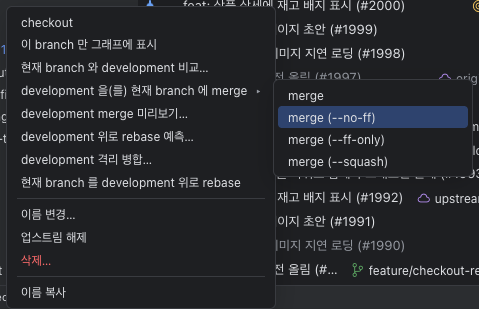 feat: 상품 상세에 재고 배지 표시 (#2000)
checkout
이 branch 만 그래프에 표시
이지 초안 (#1999)
현재 branch 와 development 비교...
미지 지연 로딩 (#1998)
development 을(를) 현재 branch 에 merge
전 올림 (#1997)
orig
merge
development merge 미리보기...
merge (--no-ff)
development 위로 rebase 예측...
merge (--ff-only)
development 격리 병합...
merge (--squash)
현재 branch 를 development 위로 rebase
재고 배지 표시 (#1992)
upstream
이름 변경...
이지 초안 (#1991)
업스트림 해제
미지 지연 로딩 (#1990)
삭제...
전 올림 (#...
feature/checkout-re
이름 복사